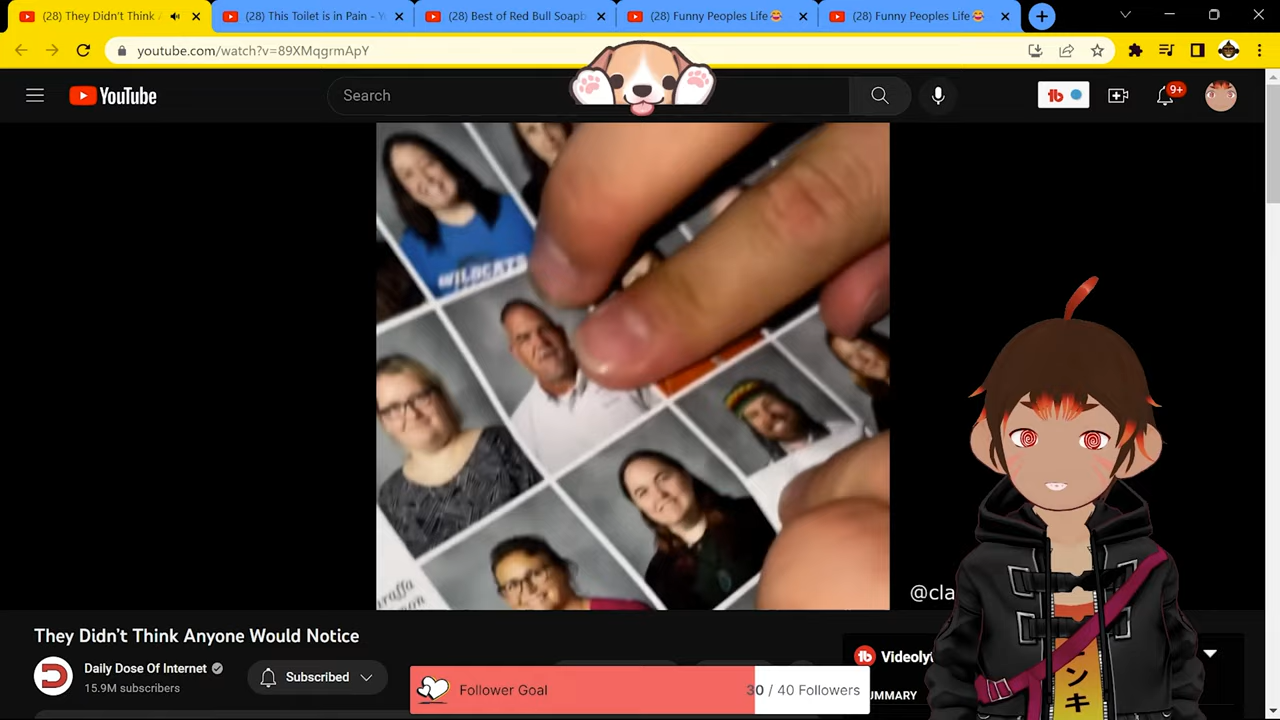 (28) They Didn't Think A
(28) This Toilet is in Pain - Yo
(28) Best of Red Bull Soapb
(28) Funny Peoples Life😂
(28) Funny Peoples Life😂
youtube.com/watch?v=89XMqgrmApY
YouTube
Search
9+
WILDCATS
@cla
They Didn't Think Anyone Would Notice
Daily Dose Of Internet
15.9M subscribers
Subscribed
Follower Goal
30 / 40 Followers
Videoly
UMMARY
ンキ